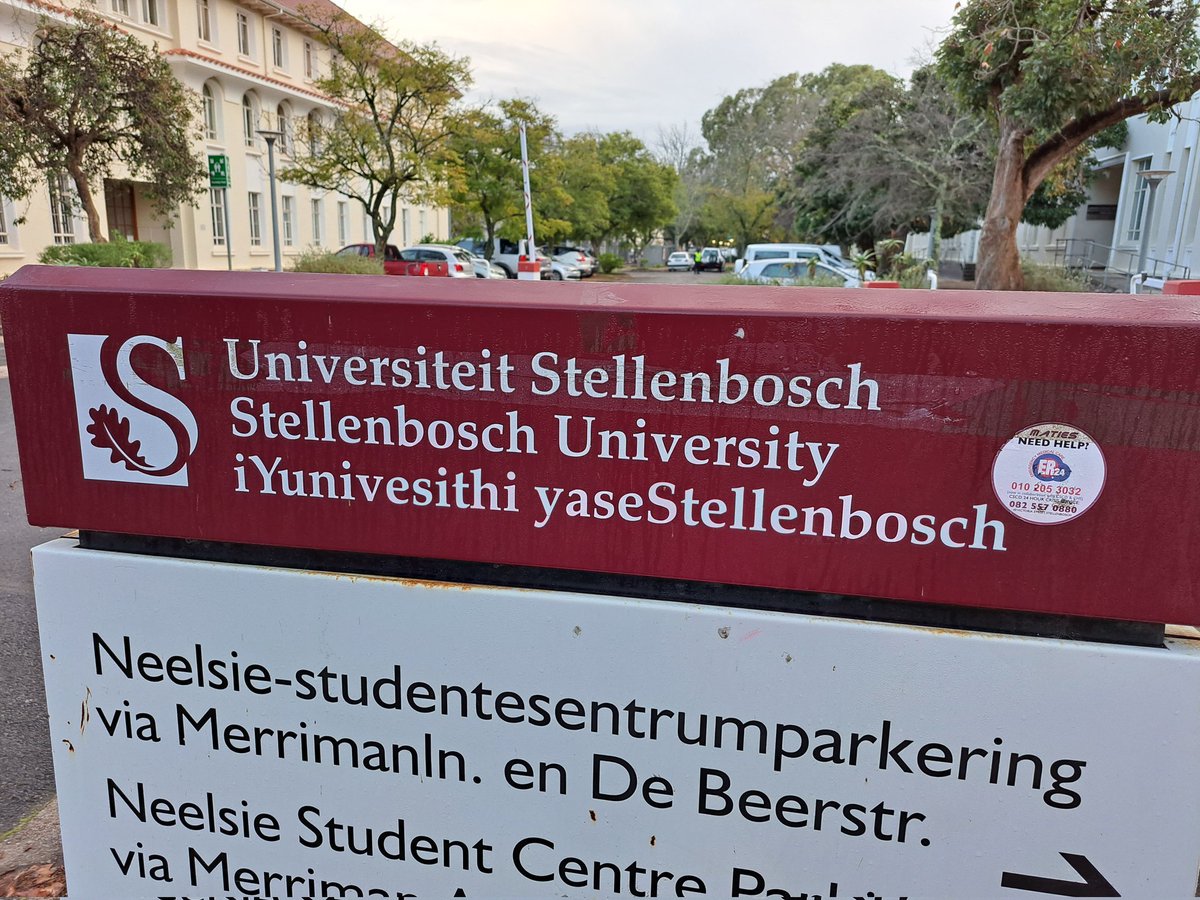 Universiteit Stellenbosch
Stellenbosch University
iYunivesithi yaseStellenbosch
MATIES
NEED HELP?
ER24
010 205 3032
082 557 0880
Neelsie-studentesentrumparkering
via Merrimanln. en De Beerstr.
Neelsie Student Centre
via Merriman